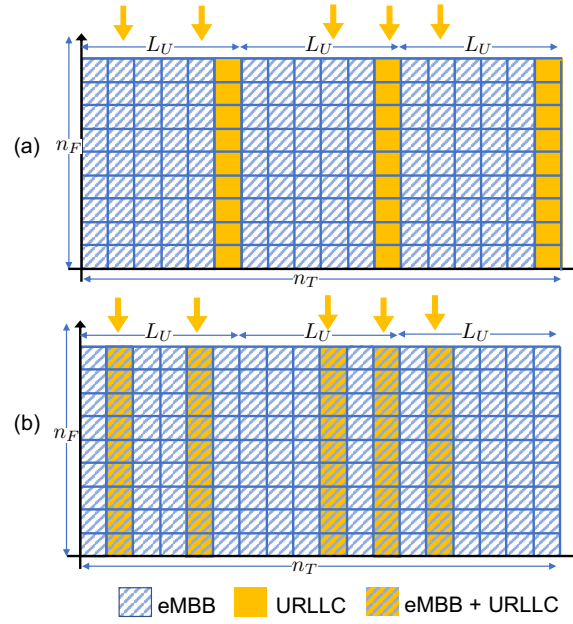 L_U L_U L_U
(a)
n_F
n_T
L_U L_U L_U
(b)
n_F
n_T
eMBB URLLC eMBB + URLLC